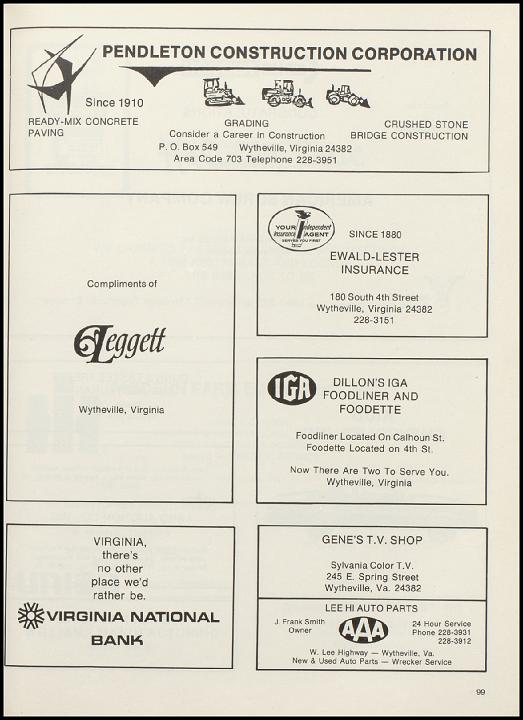 PENDLETON CONSTRUCTION CORPORATION
Since 1910
READY-MIX CONCRETE
PAVING
GRADING
Consider a Career in Construction
P. O. Box 549 Wytheville, Virginia 24382
Area Code 703 Telephone 228-3951
CRUSHED STONE
BRIDGE CONSTRUCTION
Compliments of
Leggett
Wytheville, Virginia
YOUR Independent
Insurance AGENT
SERVES YOU FIRST
SINCE 1880
EWALD-LESTER
INSURANCE
180 South 4th Street
Wytheville, Virginia 24382
228-3151
IGA
DILLON'S IGA
FOODLINER AND
FOODETTE
Foodliner Located On Calhoun St.
Foodette Located on 4th St.
Now There Are Two To Serve You.
Wytheville, Virginia
VIRGINIA,
there's
no other
place we'd
rather be.
VIRGINIA NATIONAL
BANK
GENE'S T.V. SHOP
Sylvania Color T.V.
245 E. Spring Street
Wytheville, Va. 24382
LEE HI AUTO PARTS
J. Frank Smith
Owner
AAA
24 Hour Service
Phone 228-3931
228-3912
W. Lee Highway — Wytheville, Va.
New & Used Auto Parts — Wrecker Service
99